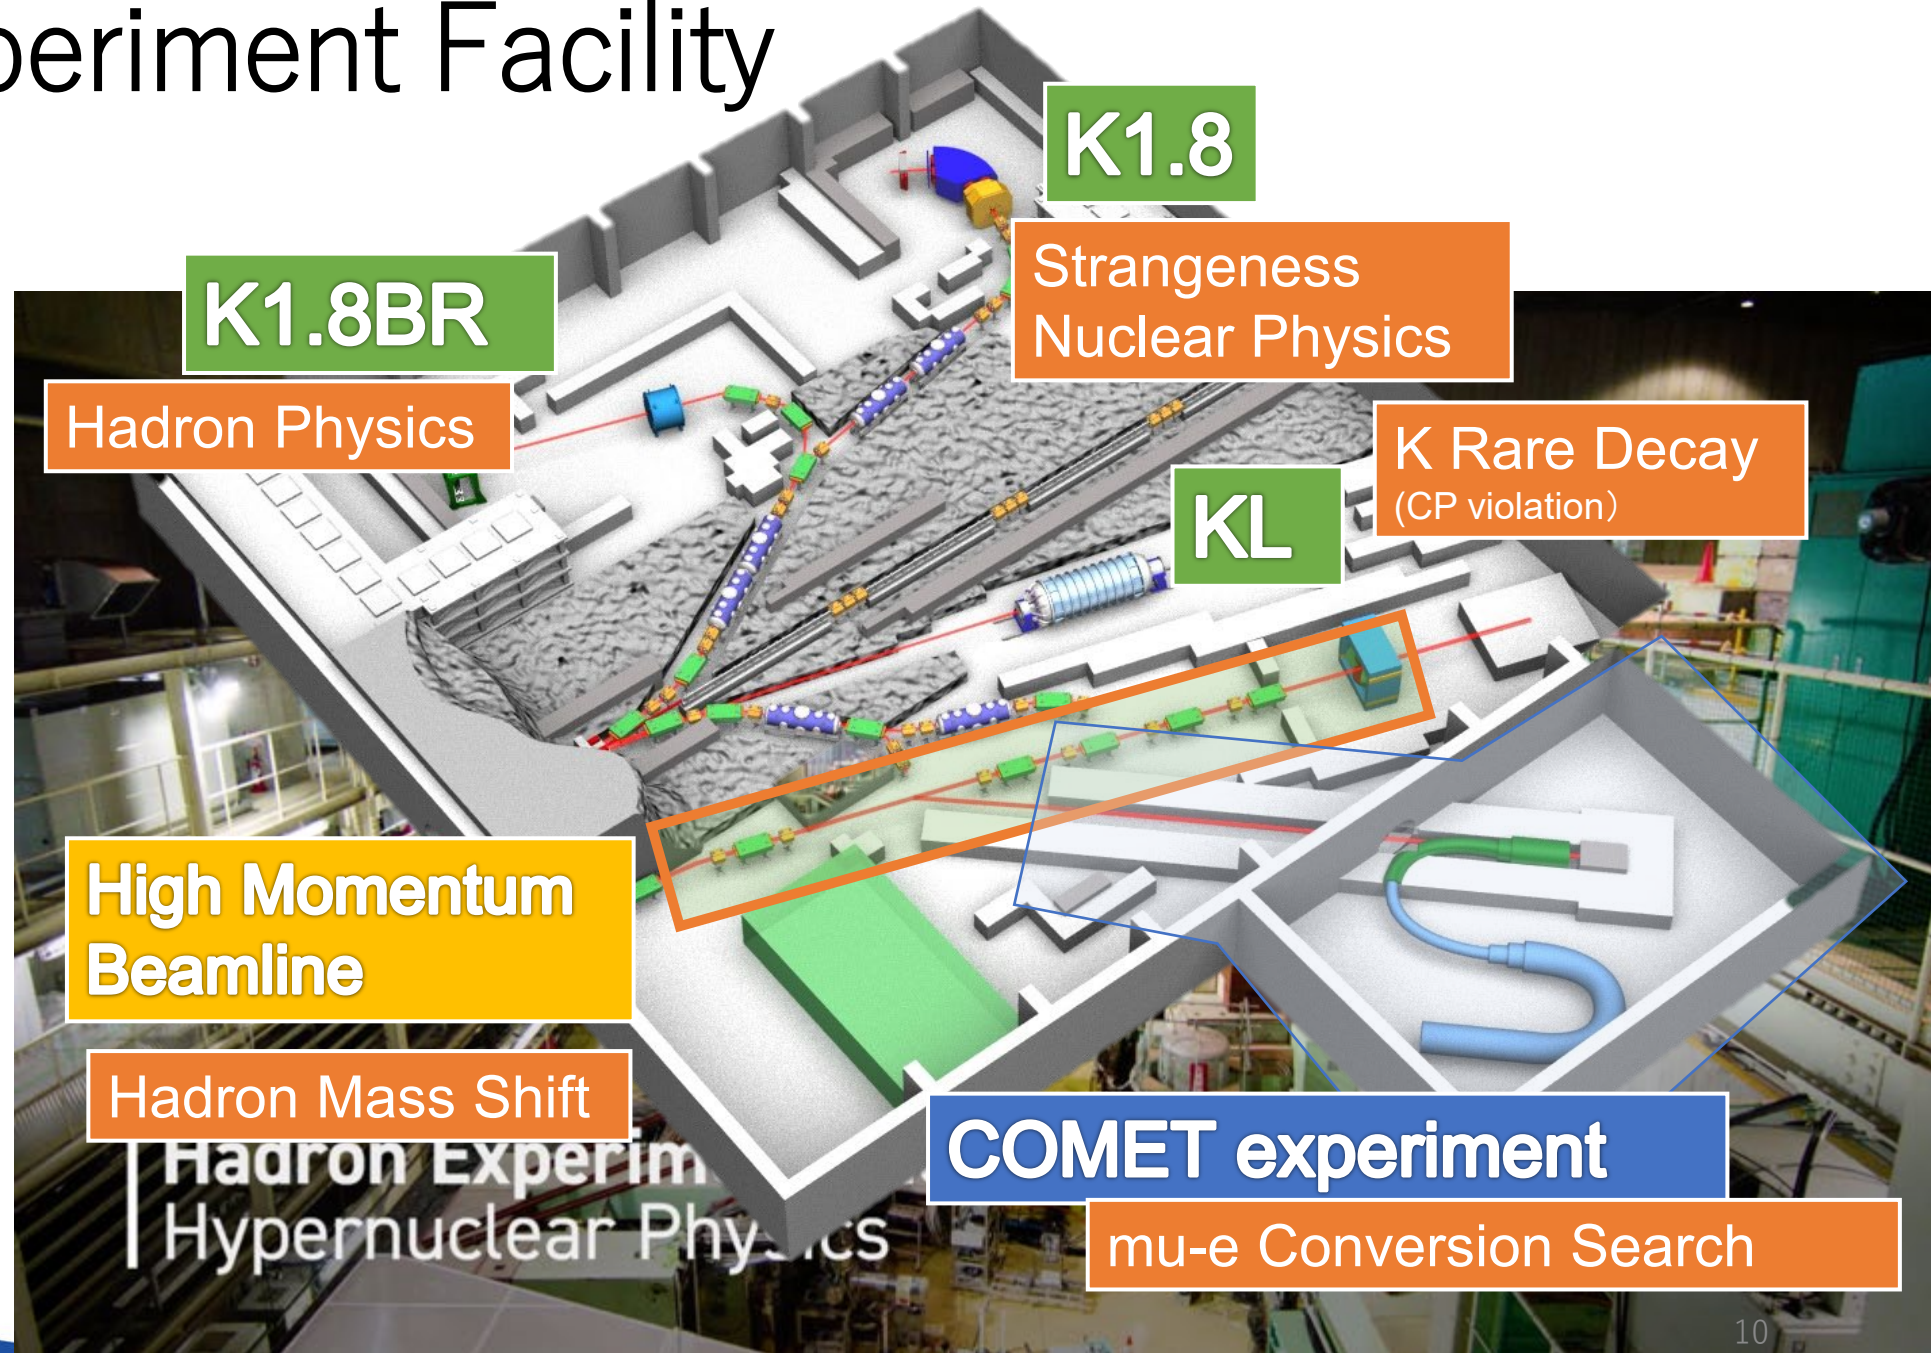 periment Facility
K1.8
Strangeness
Nuclear Physics
K1.8BR
Hadron Physics
K Rare Decay
(CP violation）
KL
High Momentum
Beamline
Hadron Mass Shift
COMET experiment
mu-e Conversion Search
Hadron Experim
Hypernuclear Physics
10